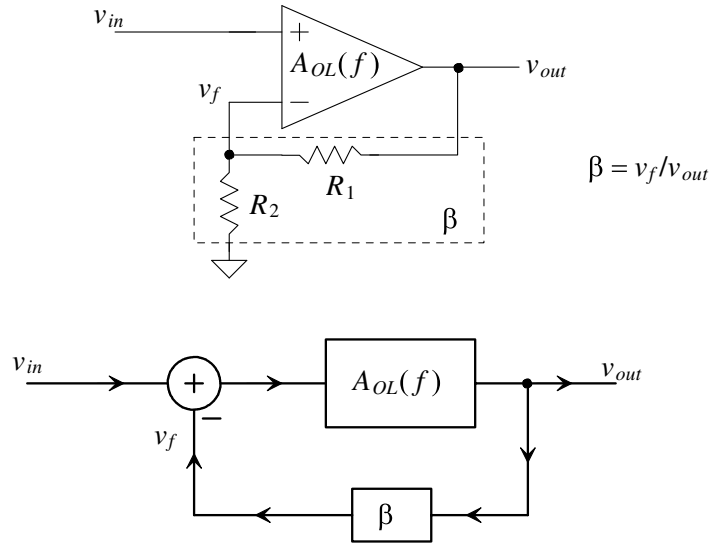 v_in
+
A_OL(f)
v_out
v_f
−
R_1
R_2
β
β = v_f/v_out
v_in
+
A_OL(f)
v_out
−
v_f
β